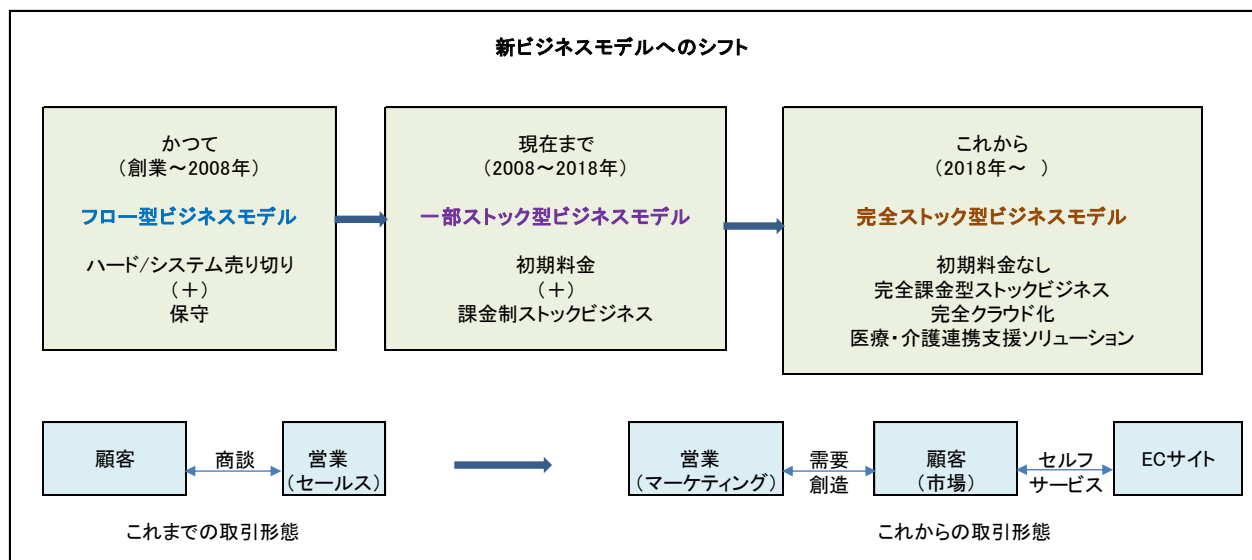 新ビジネスモデルへのシフト
かつて
（創業～2008年）
フロー型ビジネスモデル
ハード/システム売り切り
（＋）
保守
現在まで
（2008～2018年）
一部ストック型ビジネスモデル
初期料金
（＋）
課金制ストックビジネス
これから
（2018年～ ）
完全ストック型ビジネスモデル
初期料金なし
完全課金型ストックビジネス
完全クラウド化
医療・介護連携支援ソリューション
顧客
商談
営業
（セールス）
これまでの取引形態
営業
（マーケティング）
需要
創造
顧客
（市場）
セルフ
サービス
ECサイト
これからの取引形態